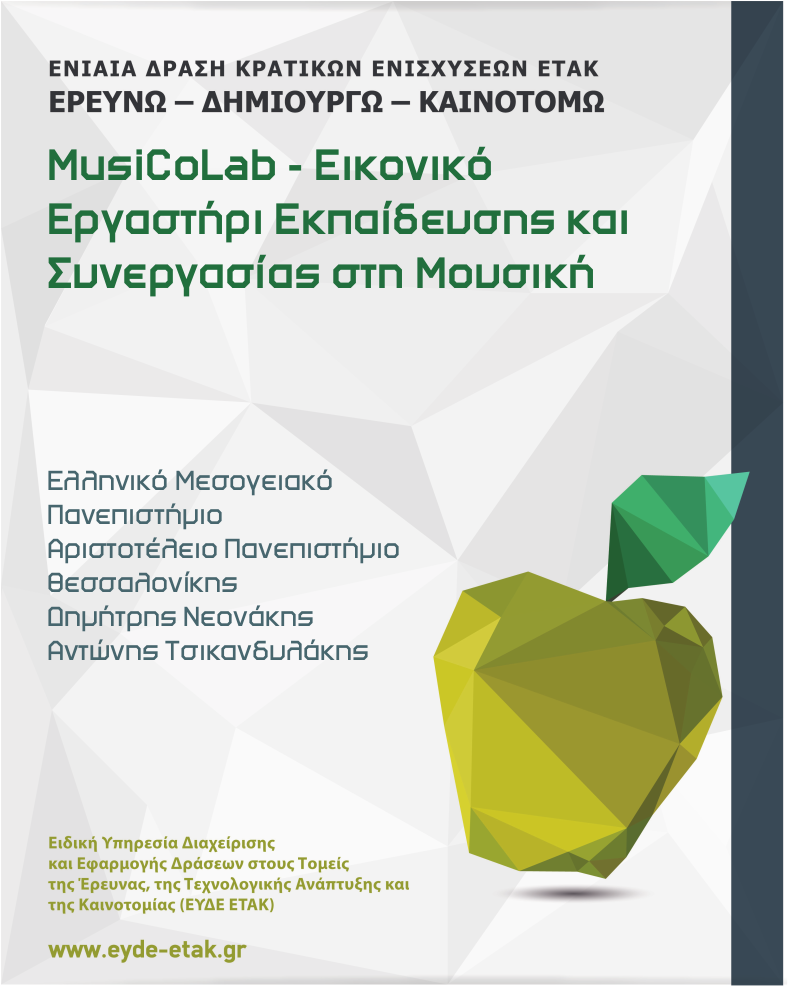 ΕΝΙΑΙΑ ΔΡΑΣΗ ΚΡΑΤΙΚΩΝ ΕΝΙΣΧΥΣΕΩΝ ΕΤΑΚ
ΕΡΕΥΝΩ – ΔΗΜΙΟΥΡΓΩ – ΚΑΙΝΟΤΟΜΩ
MusiCoLab - Εικονικό
Εργαστήρι Εκπαίδευσης και
Συνεργασίας στη Μουσική
Ελληνικό Μεσογειακό
Πανεπιστήμιο
Αριστοτέλειο Πανεπιστήμιο
Θεσσαλονίκης
Δημήτρης Νεονάκης
Αντώνης Τσικανδυλάκης
Ειδική Υπηρεσία Διαχείρισης
και Εφαρμογής Δράσεων στους Τομείς
της Έρευνας, της Τεχνολογικής Ανάπτυξης και
της Καινοτομίας (ΕΥΔΕ ΕΤΑΚ)
www.eyde-etak.gr